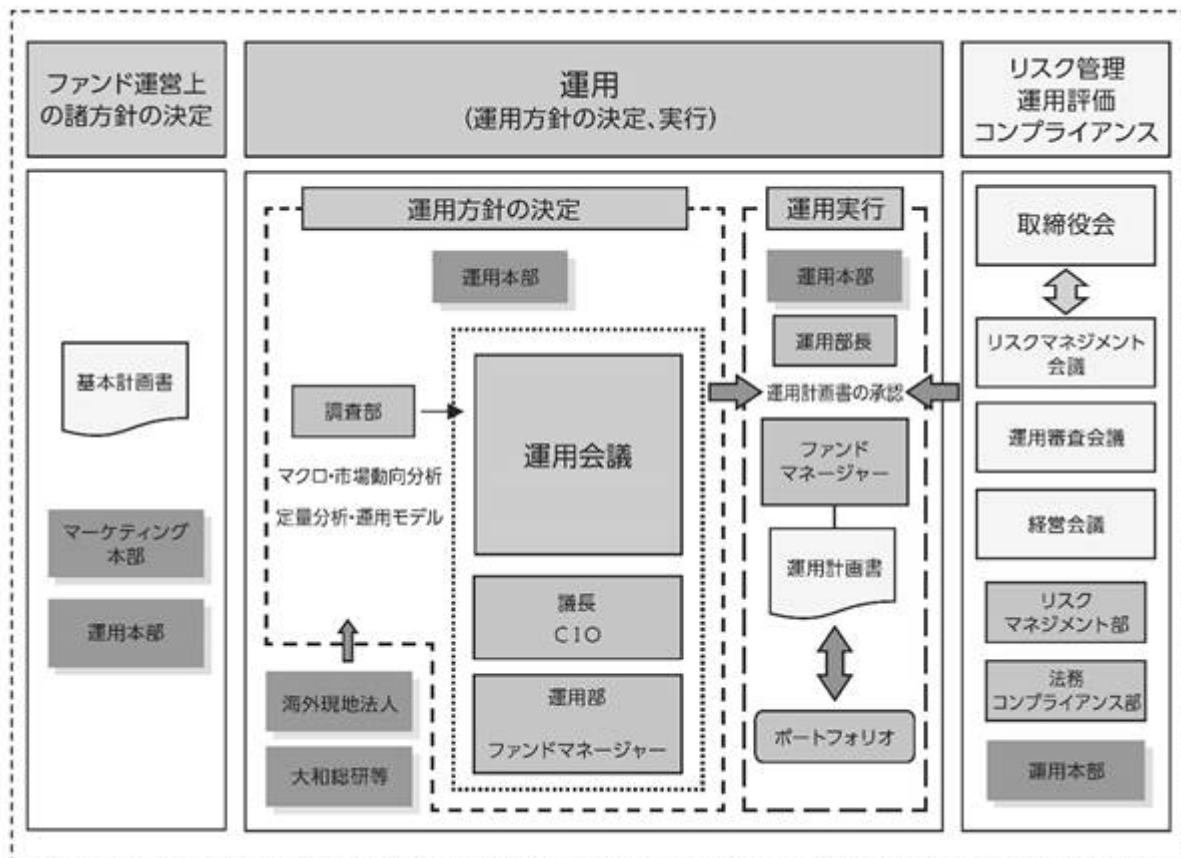 ファンド運営上
の諸方針の決定
運用
(運用方針の決定、実行)
リスク管理
運用評価
コンプライアンス
基本計画書
マーケティング
本部
運用本部
運用方針の決定
運用本部
調査部
マクロ・市場動向分析
定量分析・運用モデル
海外現地法人
大和総研等
運用会議
議長
CIO
運用部
ファンドマネージャー
運用実行
運用本部
運用部長
運用計画書の承認
ファンド
マネージャー
運用計画書
ポートフォリオ
取締役会
リスクマネジメント
会議
運用審査会議
経営会議
リスク
マネジメント部
法務
コンプライアンス部
運用本部